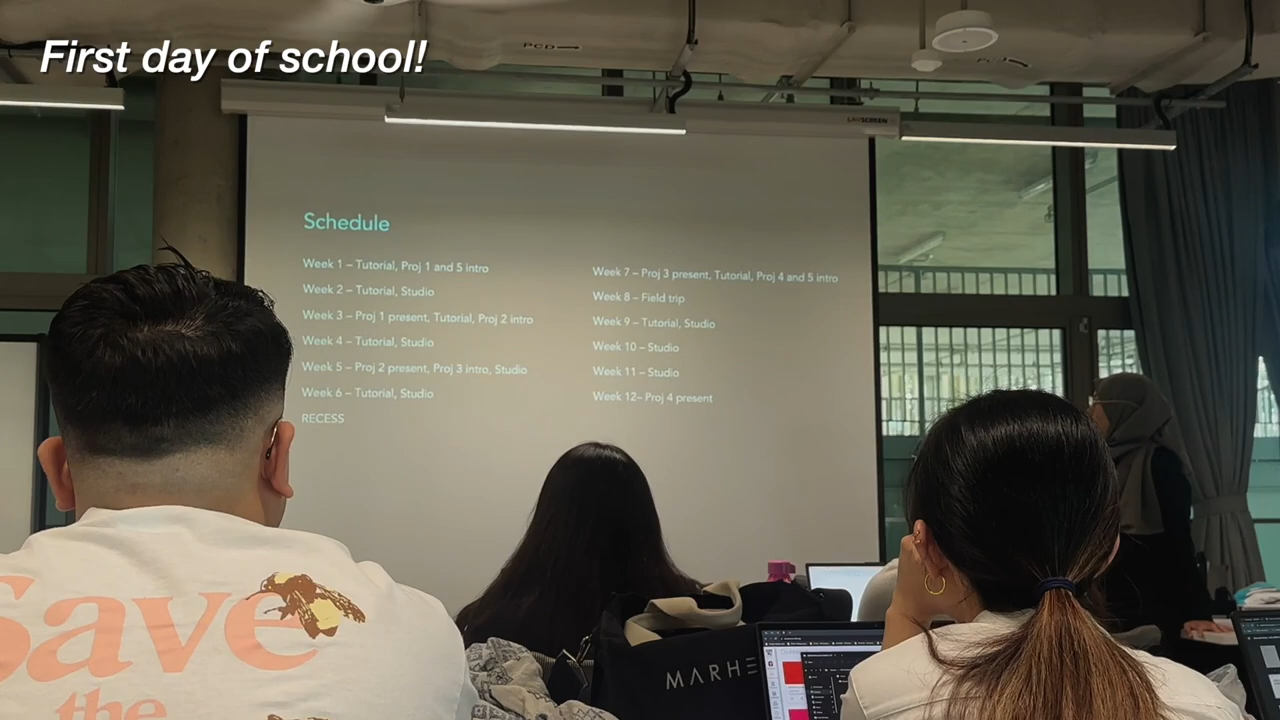 First day of school!
PCD
LAVSCREEN
Schedule
Week 1 – Tutorial, Proj 1 and 5 intro
Week 2 – Tutorial, Studio
Week 3 – Proj 1 present, Tutorial, Proj 2 intro
Week 4 – Tutorial, Studio
Week 5 – Proj 2 present, Proj 3 intro, Studio
Week 6 – Tutorial, Studio
RECESS
Week 7 – Proj 3 present, Tutorial, Proj 4 and 5 intro
Week 8 – Field trip
Week 9 – Tutorial, Studio
Week 10 – Studio
Week 11 – Studio
Week 12– Proj 4 present
Save
the
MARHE